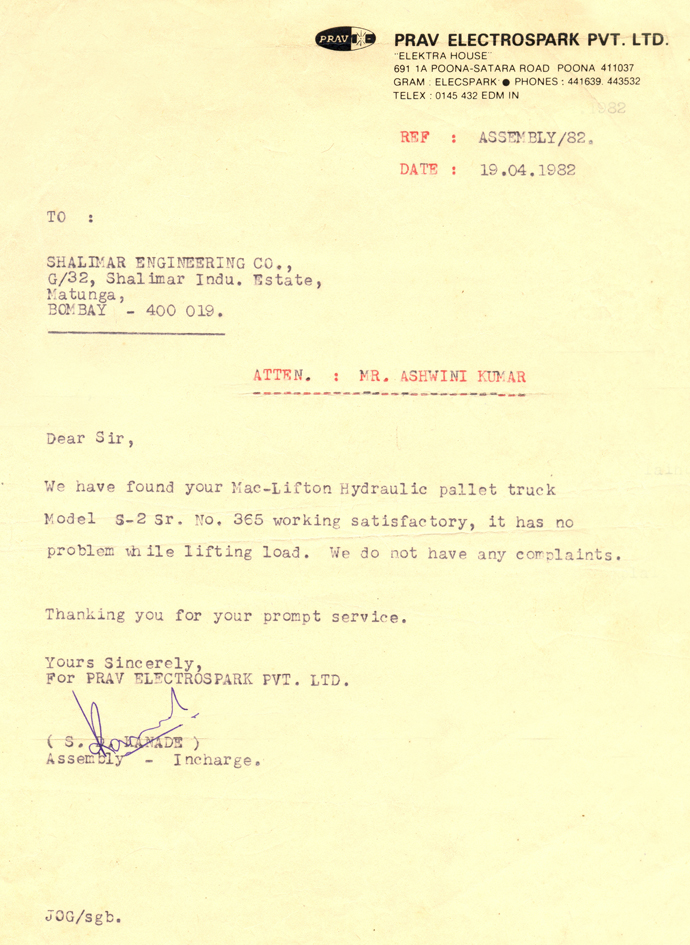 PRAV
PRAV ELECTROSPARK PVT. LTD.
"ELEKTRA HOUSE"
691 1A POONA-SATARA ROAD POONA 411037
GRAM : ELECSPARK ● PHONES : 441639. 443532
TELEX : 0145 432 EDM IN
1982
REF : ASSEMBLY/82.
DATE : 19.04.1982
TO :
SHALIMAR ENGINEERING CO.,
G/32, Shalimar Indu. Estate,
Matunga,
BOMBAY - 400 019.
ATTEN. : MR. ASHWINI KUMAR
Dear Sir,
We have found your Mac-Lifton Hydraulic pallet truck
Model S-2 Sr. No. 365 working satisfactory, it has no
problem while lifting load. We do not have any complaints.
Thanking you for your prompt service.
Yours Sincerely,
For PRAV ELECTROSPARK PVT. LTD.
( S. KANADE )
Assembly - Incharge.
JOG/sgb.